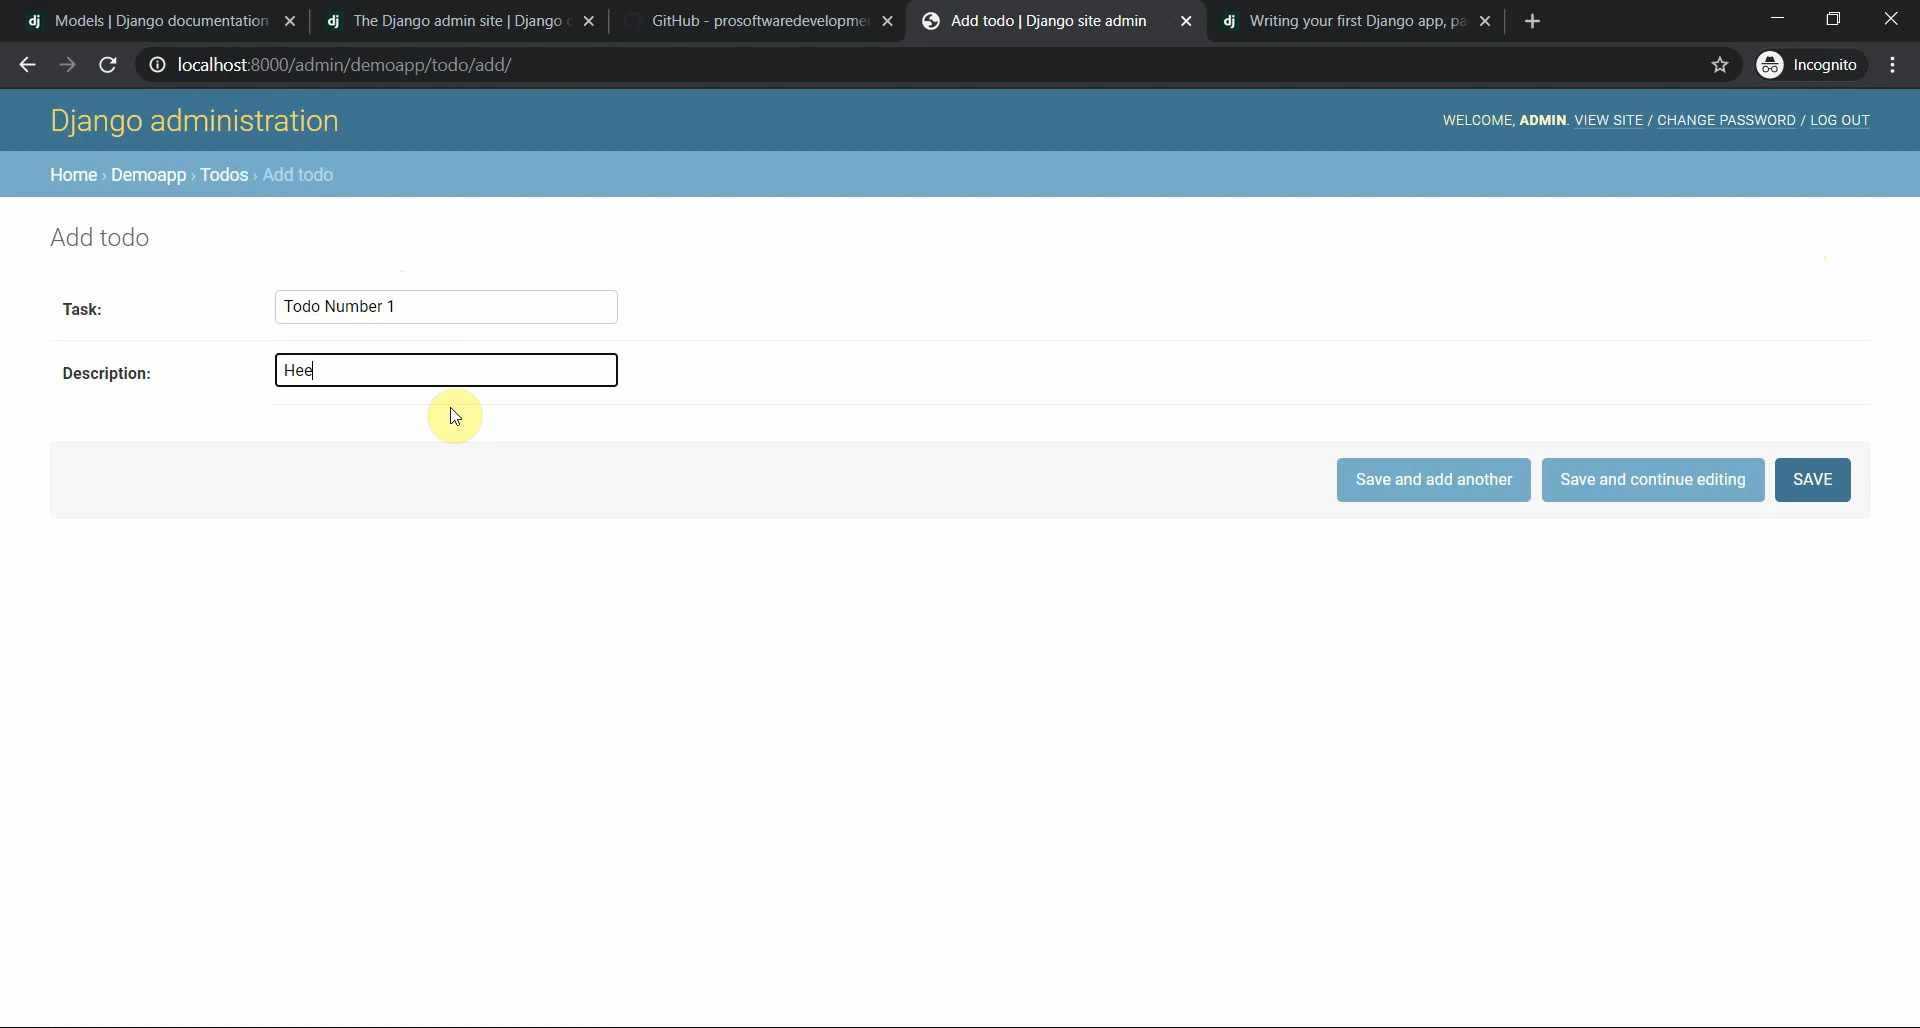 Models | Django documentation
The Django admin site | Django
GitHub - prosoftwaredevelopme
Add todo | Django site admin
Writing your first Django app, pa
localhost:8000/admin/demoapp/todo/add/
Incognito
Django administration
WELCOME, ADMIN. VIEW SITE / CHANGE PASSWORD / LOG OUT
Home › Demoapp › Todos › Add todo
Add todo
Task: Todo Number 1
Description: Hee
Save and add another Save and continue editing SAVE